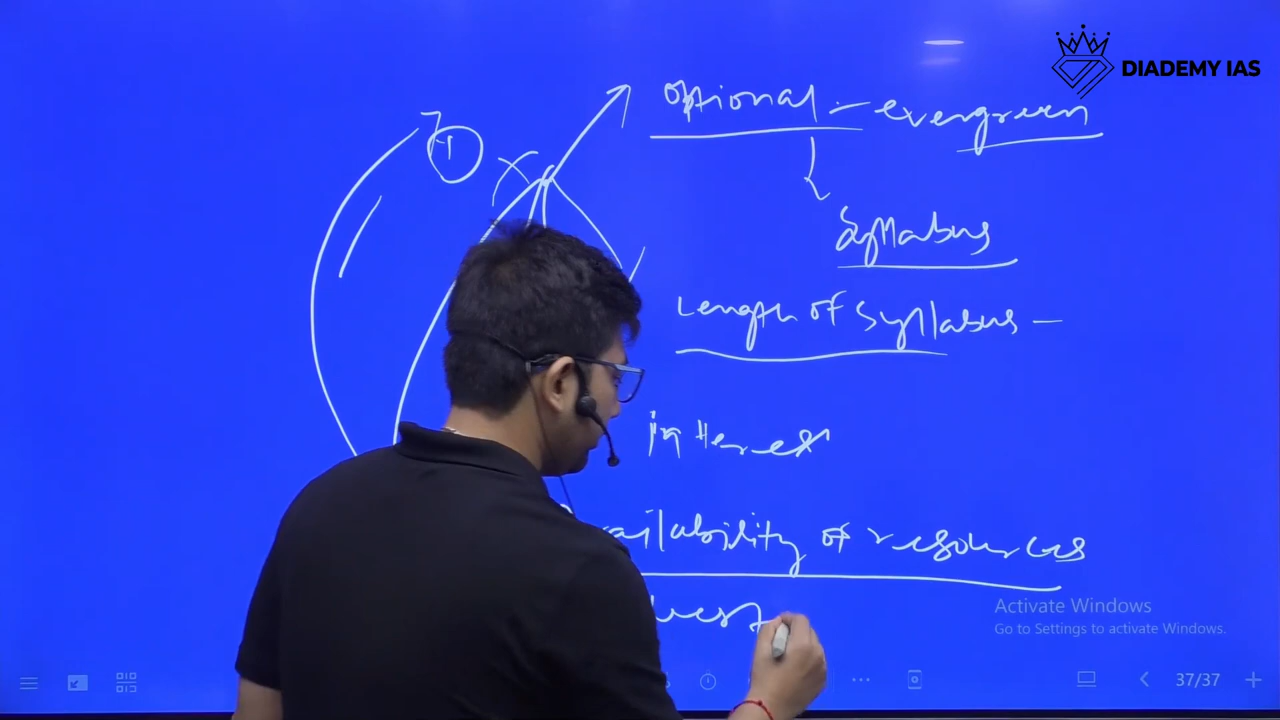 DIADEMY IAS
optional - evergreen
Syllabus
Length of Syllabus -
interest
availability of resources
Activate Windows
Go to Settings to activate Windows.
37/37